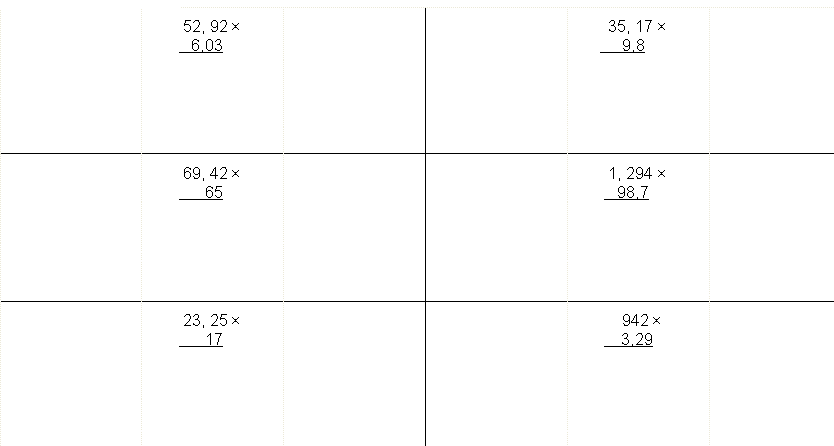 52, 92 ×
6,03
35, 17 ×
9,8
69, 42 ×
65
1, 294 ×
98,7
23, 25 ×
17
942 ×
3,29